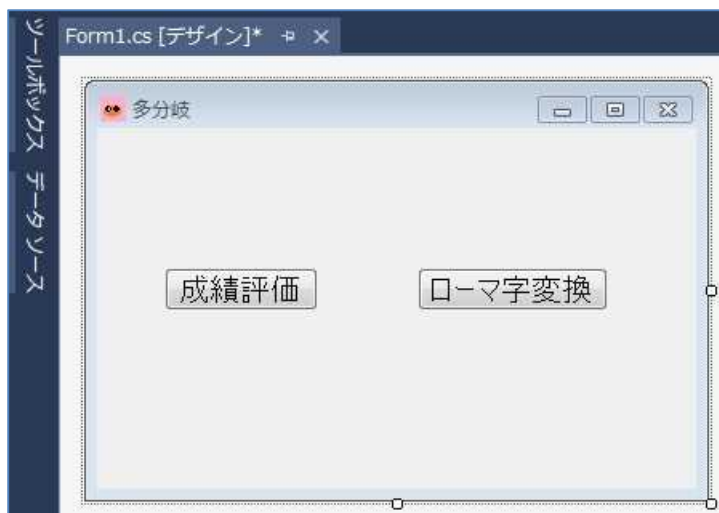 ツールボックス
データ ソース
Form1.cs [デザイン]*
多分岐
成績評価
ローマ字変換